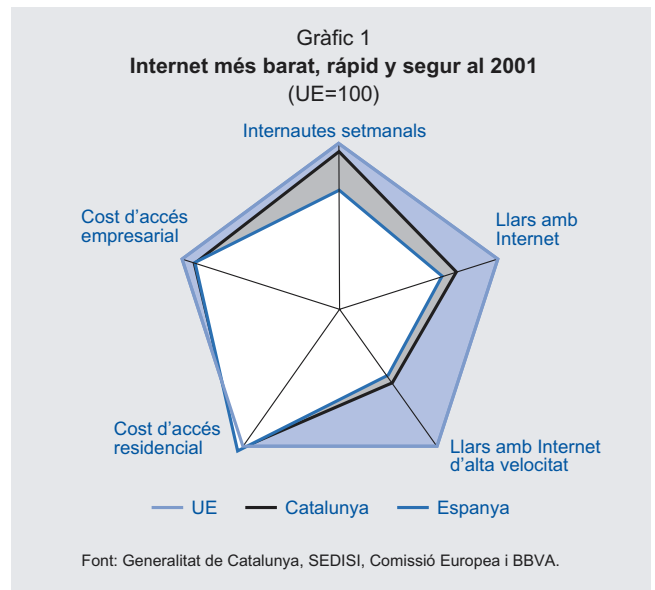 Gràfic 1
Internet més barat, rápid y segur al 2001
(UE=100)
Internautes setmanals
Cost d'accés
empresarial
Llars amb
Internet
Cost d'accés
residencial
Llars amb Internet
d'alta velocitat
UE
Catalunya
Espanya
Font: Generalitat de Catalunya, SEDISI, Comissió Europea i BBVA.